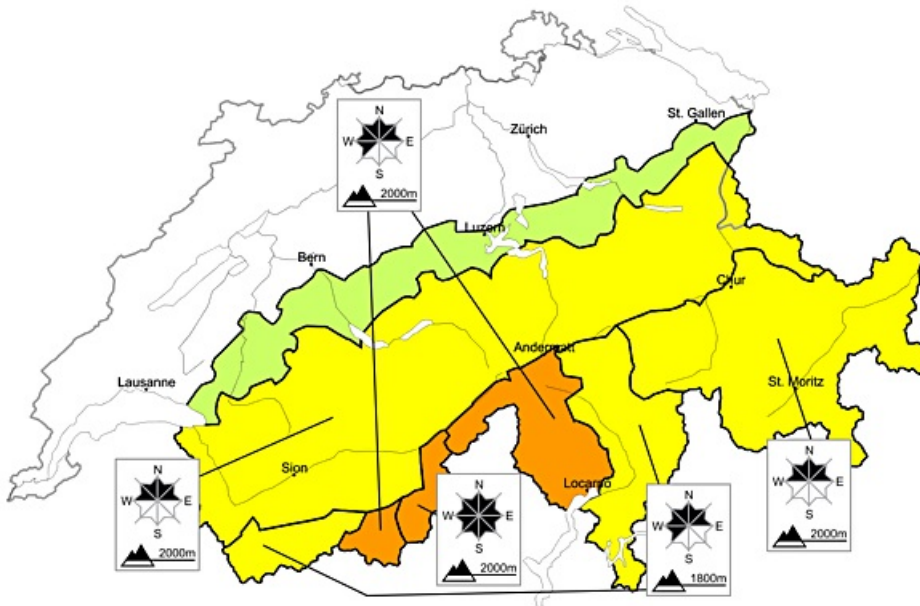 St. Gallen
Zürich
N
W E
S
2000m
Luzern
Bern
Chur
Andermatt
Lausanne
St. Moritz
Sion
Locarno
N
W E
S
2000m
N
W E
S
2000m
N
W E
S
2000m
N
W E
S
1800m